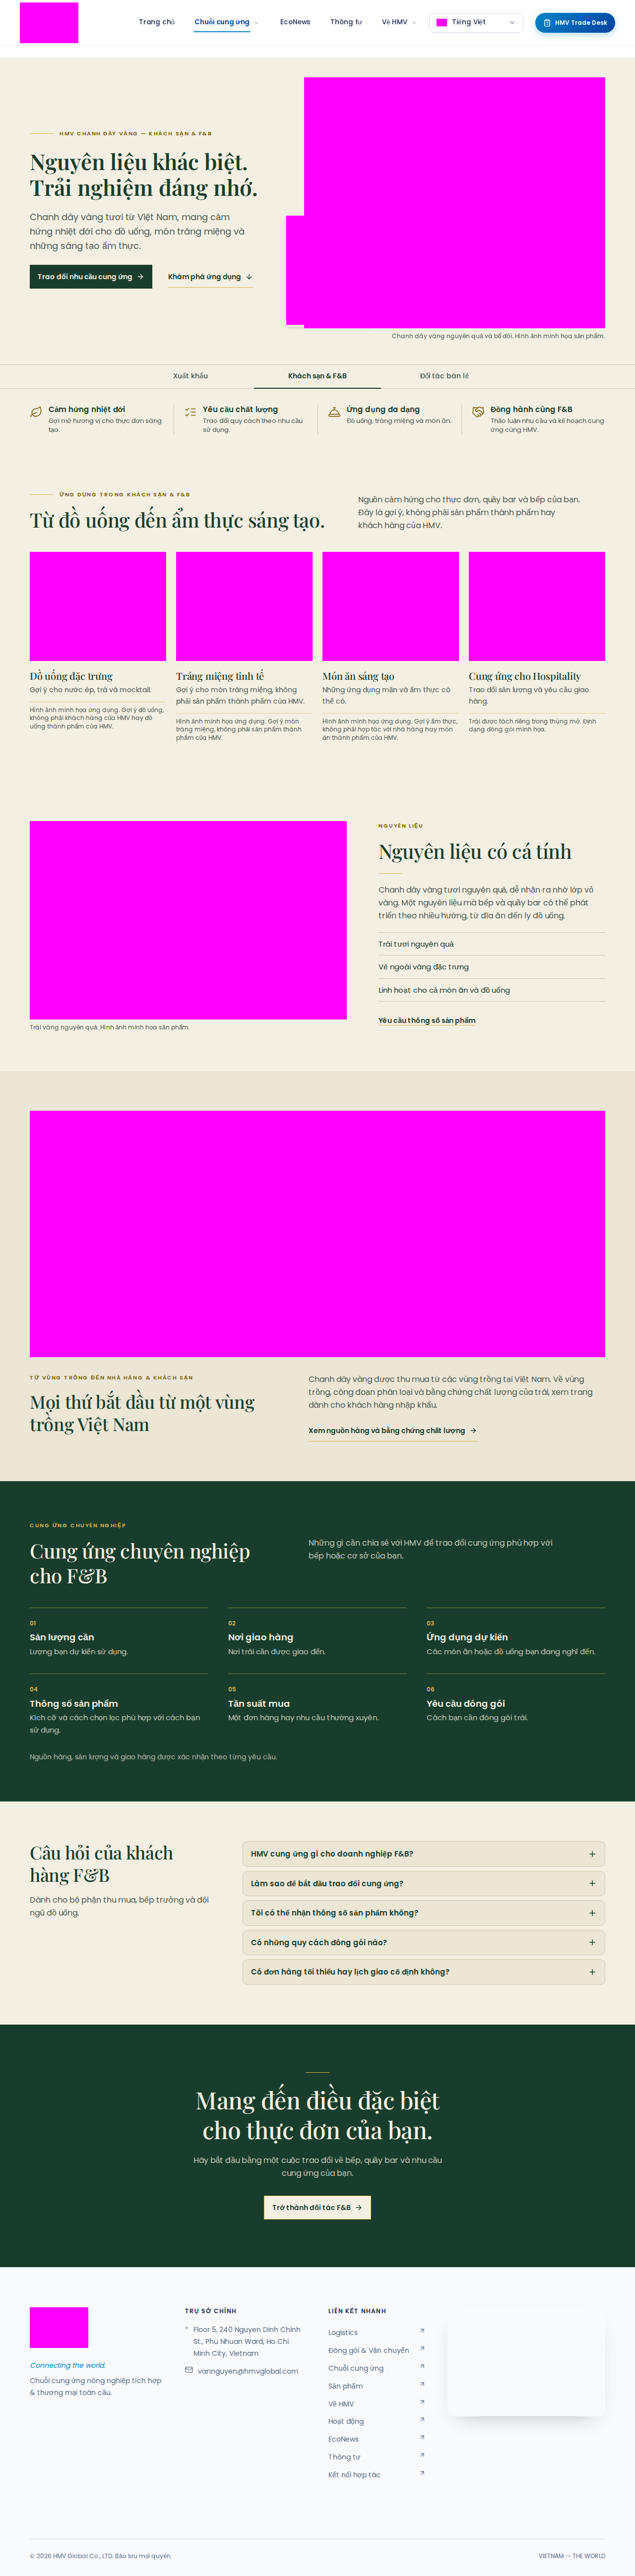 Trang chủ
Chuỗi cung ứng
EcoNews
Thông tư
Về HMV
Tiếng Việt
HMV Trade Desk
HMV CHANH DÂY VÀNG — KHÁCH SẠN & F&B
Nguyên liệu khác biệt.
Trải nghiệm đáng nhớ.
Chanh dây vàng tươi từ Việt Nam, mang cảm
hứng nhiệt đới cho đồ uống, món tráng miệng và
những sáng tạo ẩm thực.
Trao đổi nhu cầu cung ứng
Khám phá ứng dụng
Chanh dây vàng nguyên quả và bổ đôi. Hình ảnh minh họa sản phẩm.
Xuất khẩu
Khách sạn & F&B
Đối tác bán lẻ
Cảm hứng nhiệt đới
Gợi mở hương vị cho thực đơn sáng
tạo.
Yêu cầu chất lượng
Trao đổi quy cách theo nhu cầu
sử dụng.
Ứng dụng đa dạng
Đồ uống, tráng miệng và món ăn.
Đồng hành cùng F&B
Thảo luận nhu cầu và kế hoạch cung
ứng cùng HMV.
ỨNG DỤNG TRONG KHÁCH SẠN & F&B
Từ đồ uống đến ẩm thực sáng tạo.
Nguồn cảm hứng cho thực đơn, quầy bar và bếp của bạn.
Đây là gợi ý, không phải sản phẩm thành phẩm hay
khách hàng của HMV.
Đồ uống đặc trưng
Gợi ý cho nước ép, trà và mocktail.
Hình ảnh minh họa ứng dụng. Gợi ý đồ uống,
không phải khách hàng của HMV hay đồ
uống thành phẩm của HMV.
Tráng miệng tinh tế
Gợi ý cho món tráng miệng, không
phải sản phẩm thành phẩm của HMV.
Hình ảnh minh họa ứng dụng. Gợi ý món
tráng miệng, không phải sản phẩm thành
phẩm của HMV.
Món ăn sáng tạo
Những ứng dụng mặn và ẩm thực có
thể có.
Hình ảnh minh họa ứng dụng. Gợi ý ẩm thực,
không phải hợp tác với nhà hàng hay món
ăn thành phẩm của HMV.
Cung ứng cho Hospitality
Trao đổi sản lượng và yêu cầu giao
hàng.
Trái được tách riêng trong thùng mở. Định
dạng đóng gói minh họa.
NGUYÊN LIỆU
Nguyên liệu có cá tính
Chanh dây vàng tươi nguyên quả, dễ nhận ra nhờ lớp vỏ
vàng. Một nguyên liệu mà bếp và quầy bar có thể phát
triển theo nhiều hướng, từ đĩa ăn đến ly đồ uống.
Trái tươi nguyên quả
Vẻ ngoài vàng đặc trưng
Linh hoạt cho cả món ăn và đồ uống
Yêu cầu thông số sản phẩm
Trái vàng nguyên quả. Hình ảnh minh họa sản phẩm.
TỪ VÙNG TRỒNG ĐẾN NHÀ HÀNG & KHÁCH SẠN
Mọi thứ bắt đầu từ một vùng
trồng Việt Nam
Chanh dây vàng được thu mua từ các vùng trồng tại Việt Nam. Về vùng
trồng, công đoạn phân loại và bằng chứng chất lượng của trái, xem trang
dành cho khách hàng nhập khẩu.
Xem nguồn hàng và bằng chứng chất lượng
CUNG ỨNG CHUYÊN NGHIỆP
Cung ứng chuyên nghiệp
cho F&B
Những gì cần chia sẻ với HMV để trao đổi cung ứng phù hợp với
bếp hoặc cơ sở của bạn.
01
Sản lượng cần
Lượng bạn dự kiến sử dụng.
02
Nơi giao hàng
Nơi trái cần được giao đến.
03
Ứng dụng dự kiến
Các món ăn hoặc đồ uống bạn đang nghĩ đến.
04
Thông số sản phẩm
Kích cỡ và cách chọn lọc phù hợp với cách bạn
sử dụng.
05
Tần suất mua
Một đơn hàng hay nhu cầu thường xuyên.
06
Yêu cầu đóng gói
Cách bạn cần đóng gói trái.
Nguồn hàng, sản lượng và giao hàng được xác nhận theo từng yêu cầu.
Câu hỏi của khách
hàng F&B
Dành cho bộ phận thu mua, bếp trưởng và đội
ngũ đồ uống.
HMV cung ứng gì cho doanh nghiệp F&B?
Làm sao để bắt đầu trao đổi cung ứng?
Tôi có thể nhận thông số sản phẩm không?
Có những quy cách đóng gói nào?
Có đơn hàng tối thiểu hay lịch giao cố định không?
Mang đến điều đặc biệt
cho thực đơn của bạn.
Hãy bắt đầu bằng một cuộc trao đổi về bếp, quầy bar và nhu cầu
cung ứng của bạn.
Trở thành đối tác F&B
Connecting the world.
Chuỗi cung ứng nông nghiệp tích hợp
& thương mại toàn cầu.
TRỤ SỞ CHÍNH
Floor 5, 240 Nguyen Dinh Chinh
St., Phu Nhuan Ward, Ho Chi
Minh City, Vietnam
vannguyen@hmvglobal.com
LIÊN KẾT NHANH
Logistics
Đóng gói & Vận chuyển
Chuỗi cung ứng
Sản phẩm
Về HMV
Hoạt động
EcoNews
Thông tư
Kết nối hợp tác
© 2026 HMV Global Co., LTD. Bảo lưu mọi quyền.
VIETNAM → THE WORLD